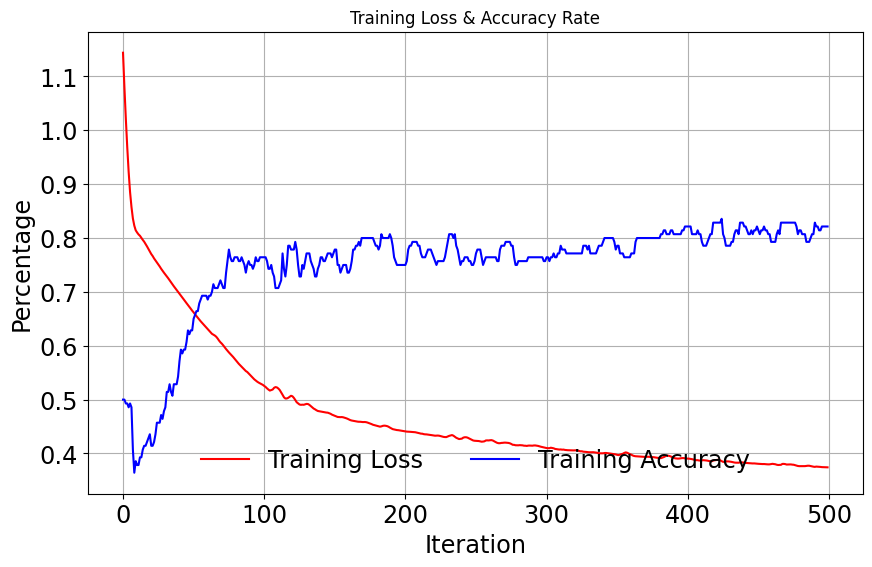 Training Loss & Accuracy Rate
1.1
1.0
0.9
0.8
0.7
0.6
0.5
0.4
Percentage
Training Loss
Training Accuracy
0
100
200
300
400
500
Iteration